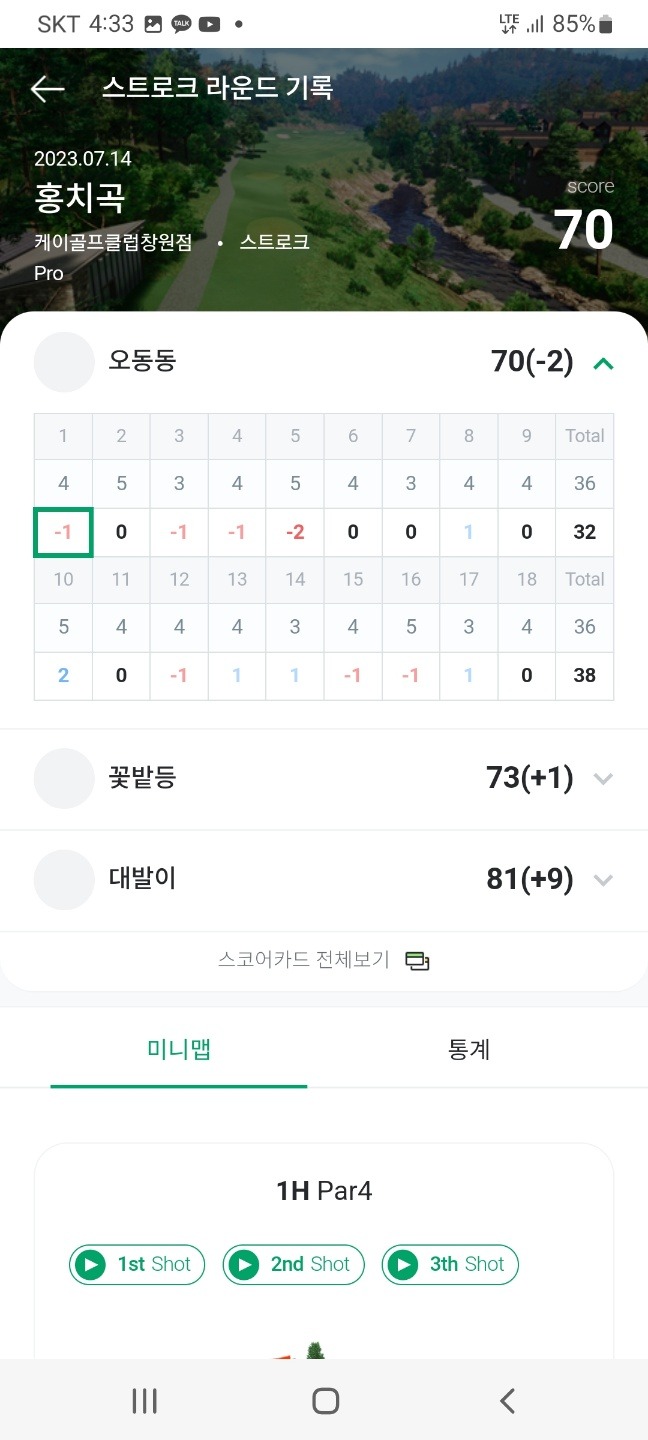 SKT 4:33 TALK LTE 85%
스트로크 라운드 기록
2023.07.14
홍치곡
score
70
케이골프클럽창원점 • 스트로크
Pro
오동동 70(-2)
1 2 3 4 5 6 7 8 9 Total
4 5 3 4 5 4 3 4 4 36
-1 0 -1 -1 -2 0 0 1 0 32
10 11 12 13 14 15 16 17 18 Total
5 4 4 4 3 4 5 3 4 36
2 0 -1 1 1 -1 -1 1 0 38
꽃밭등 73(+1)
대발이 81(+9)
스코어카드 전체보기
미니맵 통계
1H Par4
1st Shot 2nd Shot 3th Shot